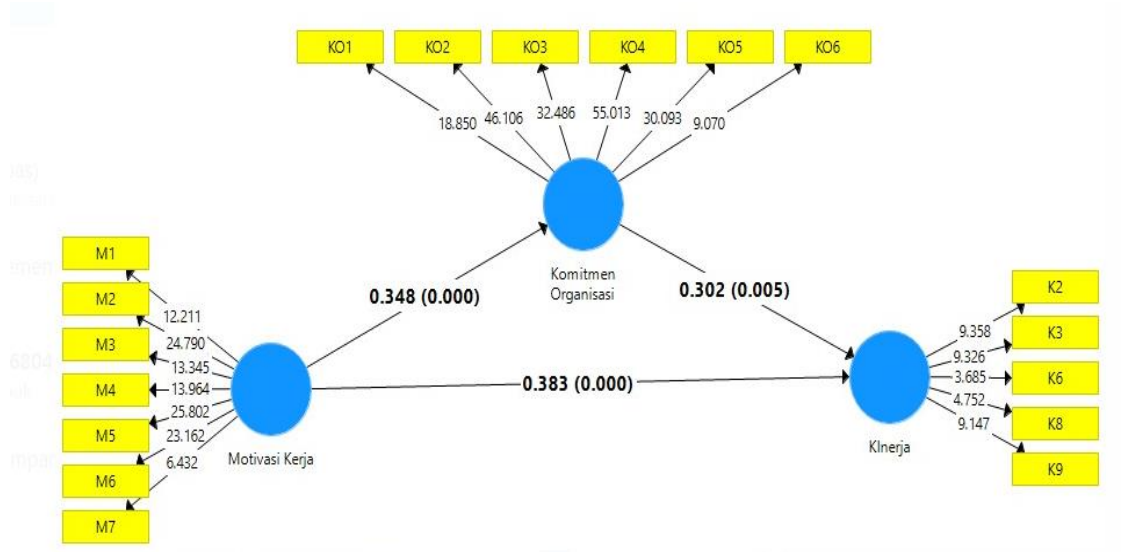 KO1 KO2 KO3 KO4 KO5 KO6
18.850 46.106 32.486 55.013 30.093 9.070
Komitmen
Organisasi
M1
M2
M3
M4
M5
M6
M7
12.211
24.790
13.345
13.964
25.802
23.162
6.432
Motivasi Kerja
0.348 (0.000)
0.302 (0.005)
0.383 (0.000)
K2
K3
K6
K8
K9
9.358
9.326
3.685
4.752
9.147
KInerja